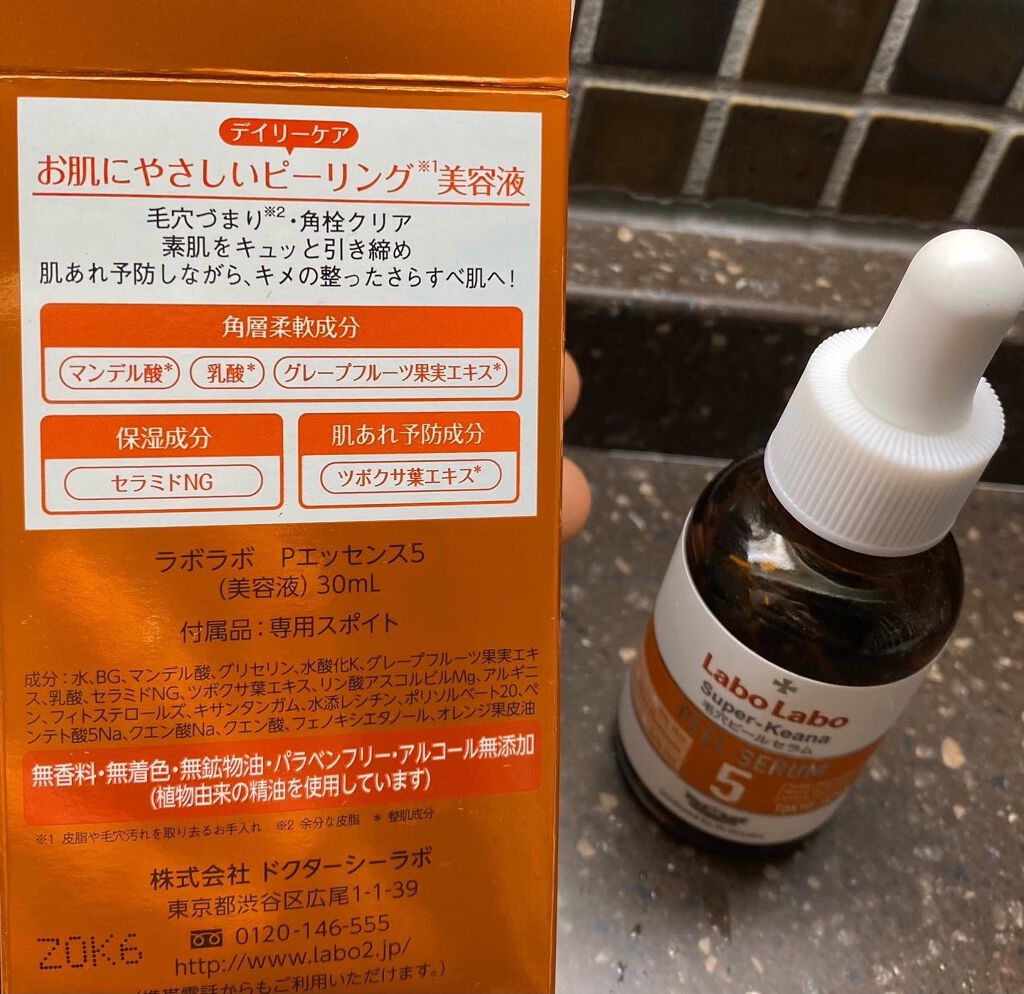 デイリーケア
お肌にやさしいピーリング※1美容液
毛穴づまり※2・角栓クリア
素肌をキュッと引き締め
肌あれ予防しながら、キメの整ったさらすべ肌へ!
角層柔軟成分
マンデル酸* 乳酸* グレープフルーツ果実エキス*
保湿成分
セラミドNG
肌あれ予防成分
ツボクサ葉エキス*
ラボラボ Pエッセンス5
(美容液) 30mL
付属品:専用スポイト
成分:水、BG、マンデル酸、グリセリン、水酸化K、グレープフルーツ果実エキ
ス、乳酸、セラミドNG、ツボクサ葉エキス、リン酸アスコルビルMg、アルギニ
ン、フィトステロールズ、キサンタンガム、水添レシチン、ポリソルベート20、ペ
ンテト酸5Na、クエン酸Na、クエン酸、フェノキシエタノール、オレンジ果皮油
無香料・無着色・無鉱物油・パラベンフリー・アルコール無添加
(植物由来の精油を使用しています)
※1 皮脂や毛穴汚れを取り去るお手入れ ※2 余分な皮脂 * 整肌成分
株式会社 ドクターシーラボ
東京都渋谷区広尾1-1-39
0120-146-555
http://www.labo2.jp/
(携帯電話からもご利用いただけます。)
ZOK6
Labo Labo
Super-Keana
毛穴ピールセラム
PEEL SERUM
5